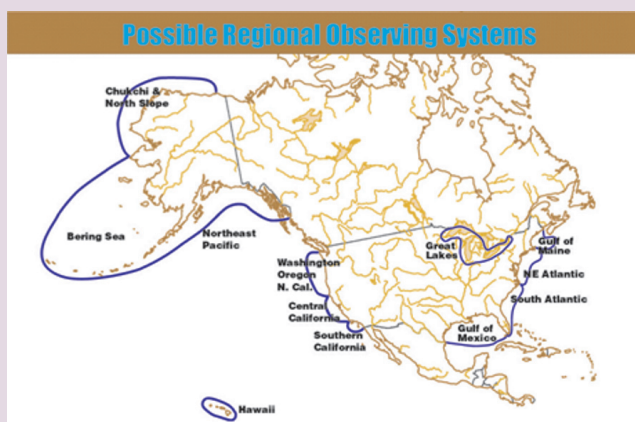 Possible Regional Observing Systems
Chukchi &
North Slope
Bering Sea
Northeast
Pacific
Washington
Oregon
N. Cal.
Central
California
Southern
California
Great
Lakes
Gulf of
Maine
NE Atlantic
South Atlantic
Gulf of
Mexico
Hawaii